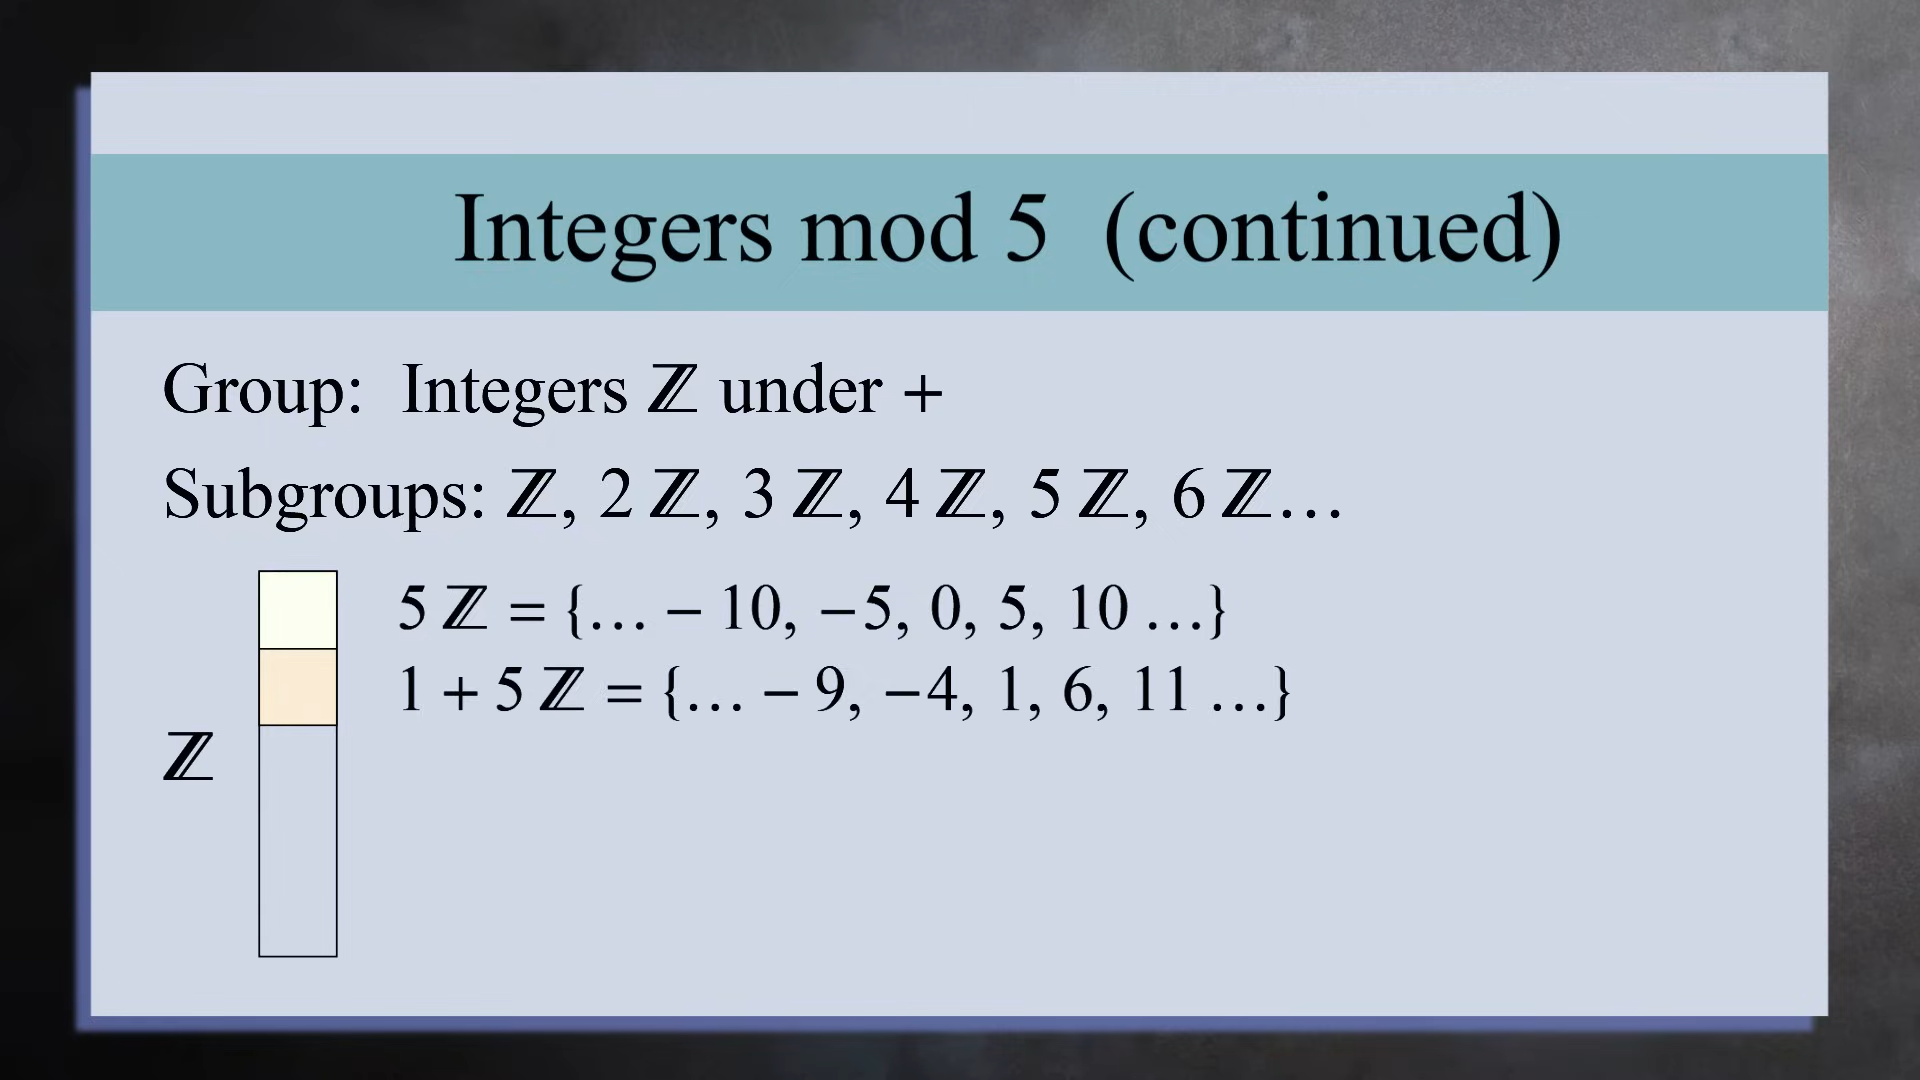 Integers mod 5 (continued)
Group: Integers ℤ under +
Subgroups: ℤ, 2 ℤ, 3 ℤ, 4 ℤ, 5 ℤ, 6 ℤ…
5 ℤ = {… − 10, −5, 0, 5, 10 …}
1 + 5 ℤ = {… − 9, −4, 1, 6, 11 …}
ℤ